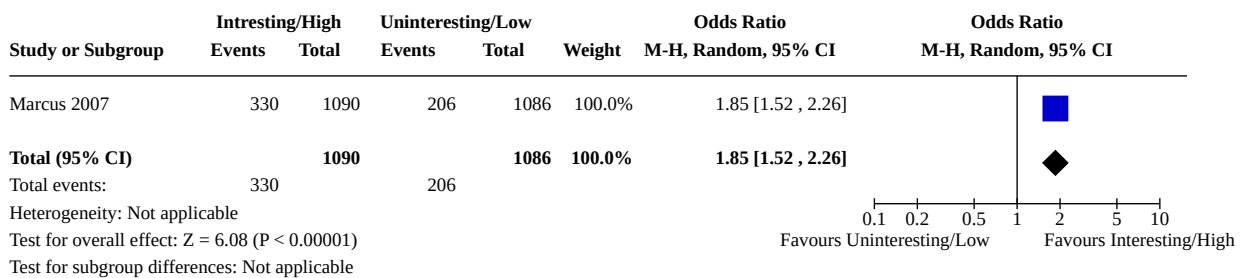 Intresting/High Uninteresting/Low Odds Ratio Odds Ratio
Study or Subgroup Events Total Events Total Weight M-H, Random, 95% CI M-H, Random, 95% CI
Marcus 2007 330 1090 206 1086 100.0% 1.85 [1.52 , 2.26]
Total (95% CI) 1090 1086 100.0% 1.85 [1.52 , 2.26]
Total events: 330 206
Heterogeneity: Not applicable
0.1 0.2 0.5 1 2 5 10
Test for overall effect: Z = 6.08 (P < 0.00001) Favours Uninteresting/Low Favours Interesting/High
Test for subgroup differences: Not applicable